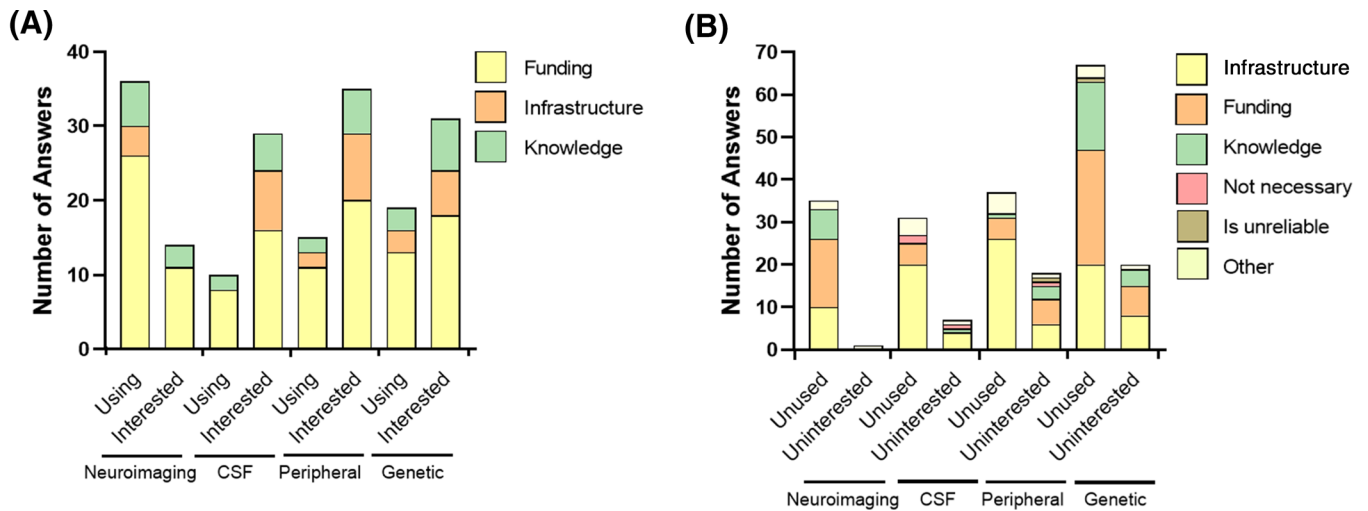 (A)
Number of Answers
40
30
20
10
0
Using
Interested
Using
Interested
Using
Interested
Using
Interested
Neuroimaging
CSF
Peripheral
Genetic
Funding
Infrastructure
Knowledge
(B)
Number of Answers
70
60
50
40
30
20
10
0
Unused
Uninterested
Unused
Uninterested
Unused
Uninterested
Unused
Uninterested
Neuroimaging
CSF
Peripheral
Genetic
Infrastructure
Funding
Knowledge
Not necessary
Is unreliable
Other